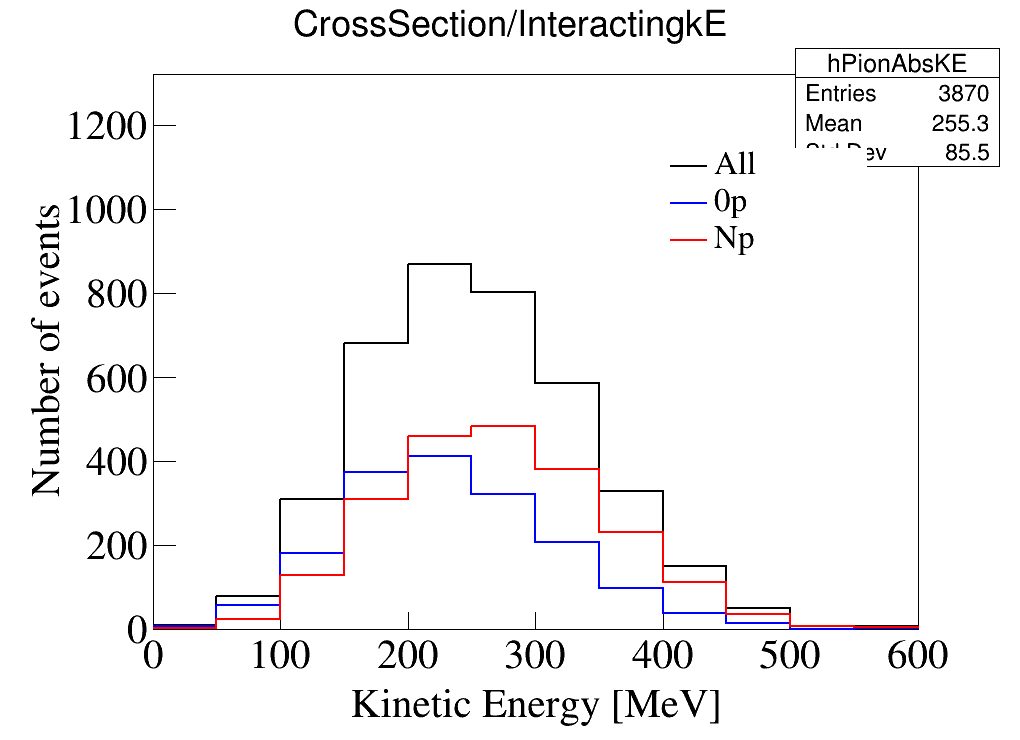 CrossSection/InteractingkE
hPionAbsKE
Entries 3870
Mean 255.3
Dev 85.5
All
0p
Np
Number of events
1200
1000
800
600
400
200
0
0 100 200 300 400 500 600
Kinetic Energy [MeV]